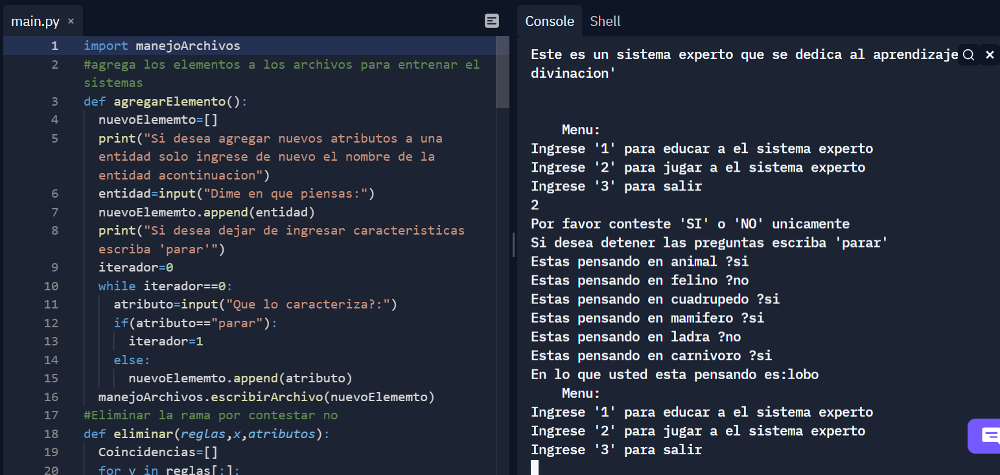 main.py ×
1 import manejoArchivos
2 #agrega los elementos a los archivos para entrenar el
sistemas
3 def agregarElemento():
4 nuevoElememto=[]
5 print("Si desea agregar nuevos atributos a una
entidad solo ingrese de nuevo el nombre de la
entidad acontinuacion")
6 entidad=input("Dime en que piensas:")
7 nuevoElememto.append(entidad)
8 print("Si desea dejar de ingresar caracteristicas
escriba 'parar'")
9 iterador=0
10 while iterador==0:
11 atributo=input("Que lo caracteriza?:")
12 if(atributo=="parar"):
13 iterador=1
14 else:
15 nuevoElememto.append(atributo)
16 manejoArchivos.escribirArchivo(nuevoElememto)
17 #Eliminar la rama por contestar no
18 def eliminar(reglas,x,atributos):
19 Coincidencias=[]
20 for y in reglas[:]:
Console Shell
Este es un sistema experto que se dedica al aprendizaje
divinacion'
Menu:
Ingrese '1' para educar a el sistema experto
Ingrese '2' para jugar a el sistema experto
Ingrese '3' para salir
2
Por favor conteste 'SI' o 'NO' unicamente
Si desea detener las preguntas escriba 'parar'
Estas pensando en animal ?si
Estas pensando en felino ?no
Estas pensando en cuadrupedo ?si
Estas pensando en mamifero ?si
Estas pensando en ladra ?no
Estas pensando en carnivoro ?si
En lo que usted esta pensando es:lobo
Menu:
Ingrese '1' para educar a el sistema experto
Ingrese '2' para jugar a el sistema experto
Ingrese '3' para salir